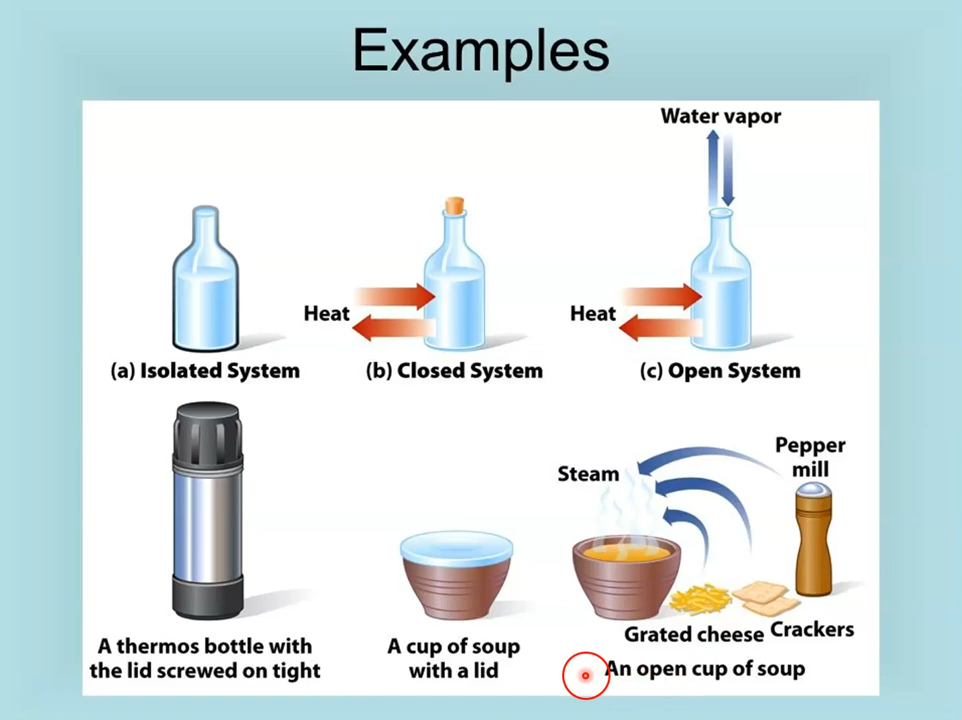 Examples
Water vapor
Heat
Heat
(a) Isolated System
(b) Closed System
(c) Open System
Pepper
mill
Steam
A thermos bottle with
the lid screwed on tight
A cup of soup
with a lid
Grated cheese
Crackers
An open cup of soup